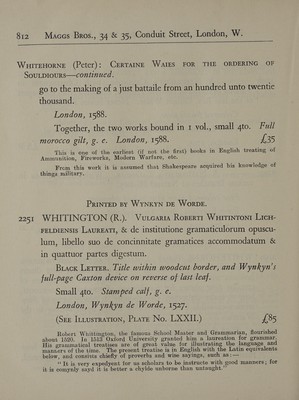 812 Maggs Bros., 34 & 35, Conduit Street, London, W.
Whitehorne (Peter): Certaine Waies for the ordering of
Souldiours—continued.
go to the making of a just battaile from an hundred unto twentie
thousand.
London, 1588.
Together, the two works bound in 1 vol., small 4to. Full
morocco gilt, g. e. London, 1588. £35
This is one of the earliest (if not the first) books in English treating of
Ammunition, Fireworks, Modern Warfare, etc.
From this work it is assumed that Shakespeare acquired his knowledge of
things military.
Printed by Wynkyn de Worde.
2251 WHITINGTON (R.). Vulgaria Roberti Whitintoni Lich-
feldiensis Laureati, & de institutione gramaticulorum opuscu-
lum, libello suo de concinnitate gramatices accommodatum &
in quattuor partes digestum.
Black Letter. Title within woodcut border, and Wynkyn's
full-page Caxton device on reverse of last leaf.
Small 4to. Stamped calf, g. e.
London, Wynkyn de Worde, 1527.
(See Illustration, Plate No. LXXII.) £85
Robert Whittington, the famous School Master and Grammarian, flourished
about 1520. In 1513 Oxford University granted him a laureation for grammar.
His grammatical treatises are of great value for illustrating the language and
manners of the time. The present treatise is in English with the Latin equivalents
below, and consists chiefly of proverbs and wise sayings, such as:—
"It is very expedyent for us scholars to be instructe with good manners; for
it is comynly sayd it is better a chylde unborne than untaught."